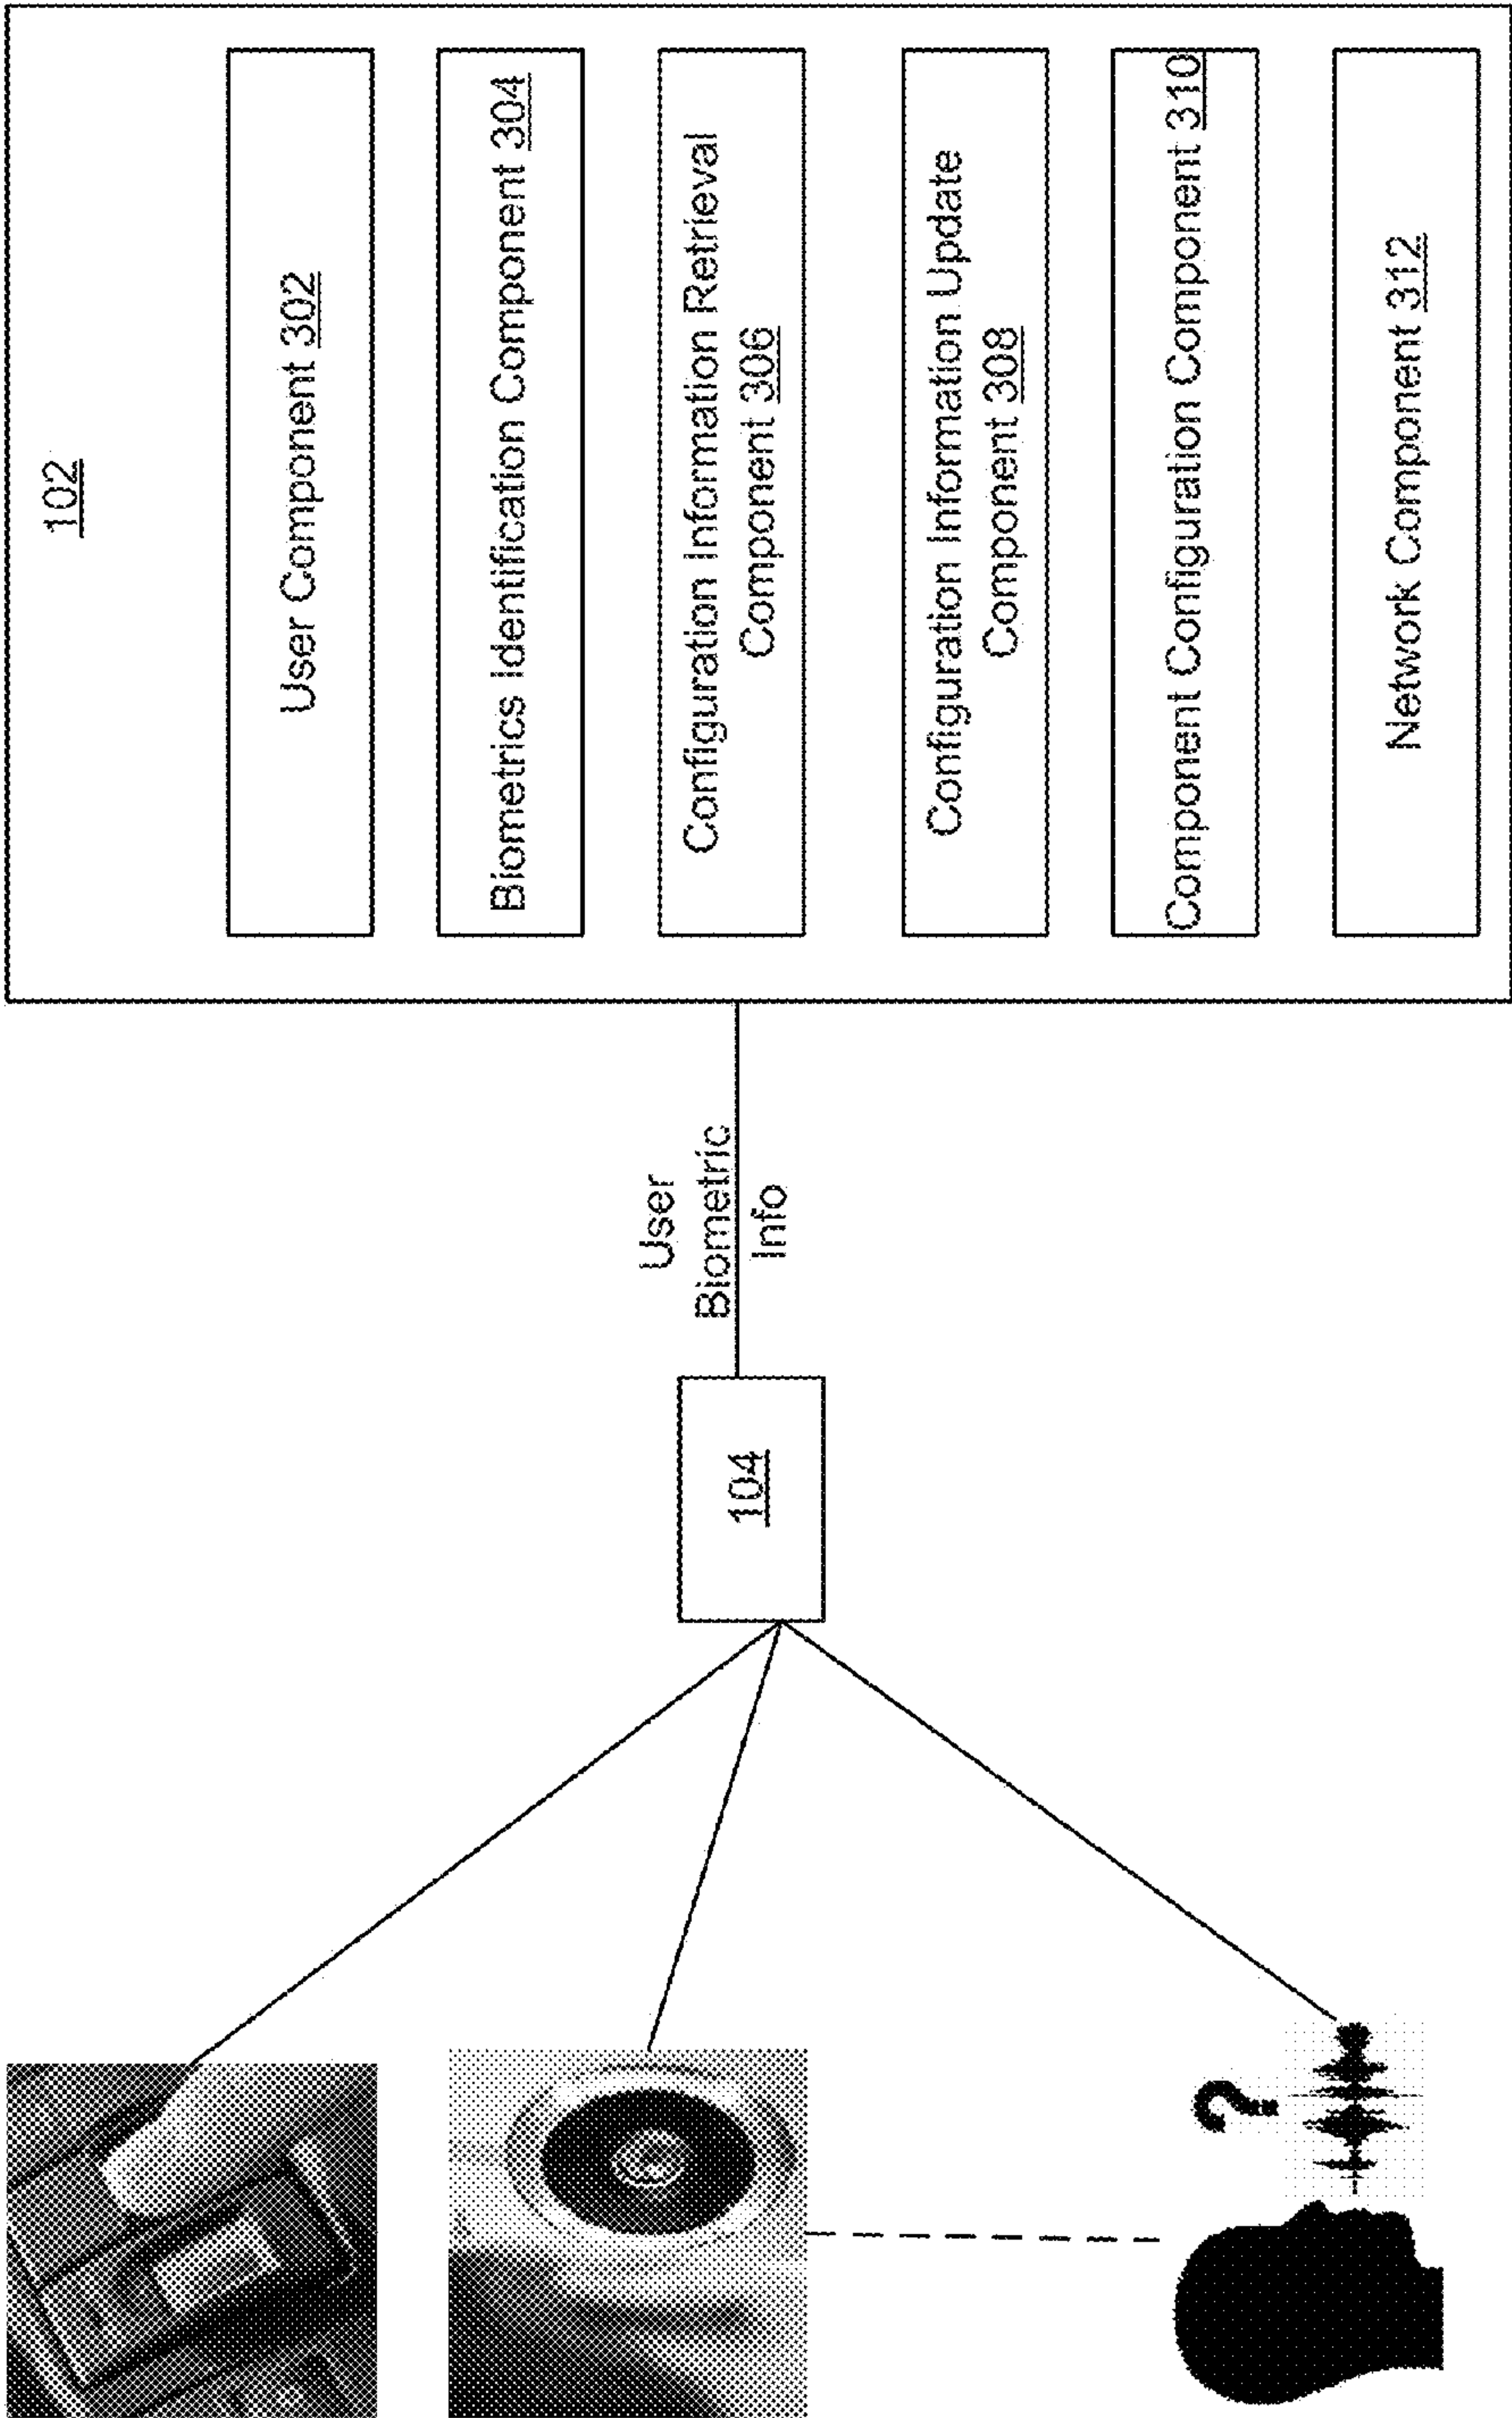 102
User Component 302
Biometrics Identification Component 304
Configuration Information Retrieval
Component 306
Configuration Information Update
Component 308
Component Configuration Component 310
Network Component 312
User
Biometric
Info
104
?